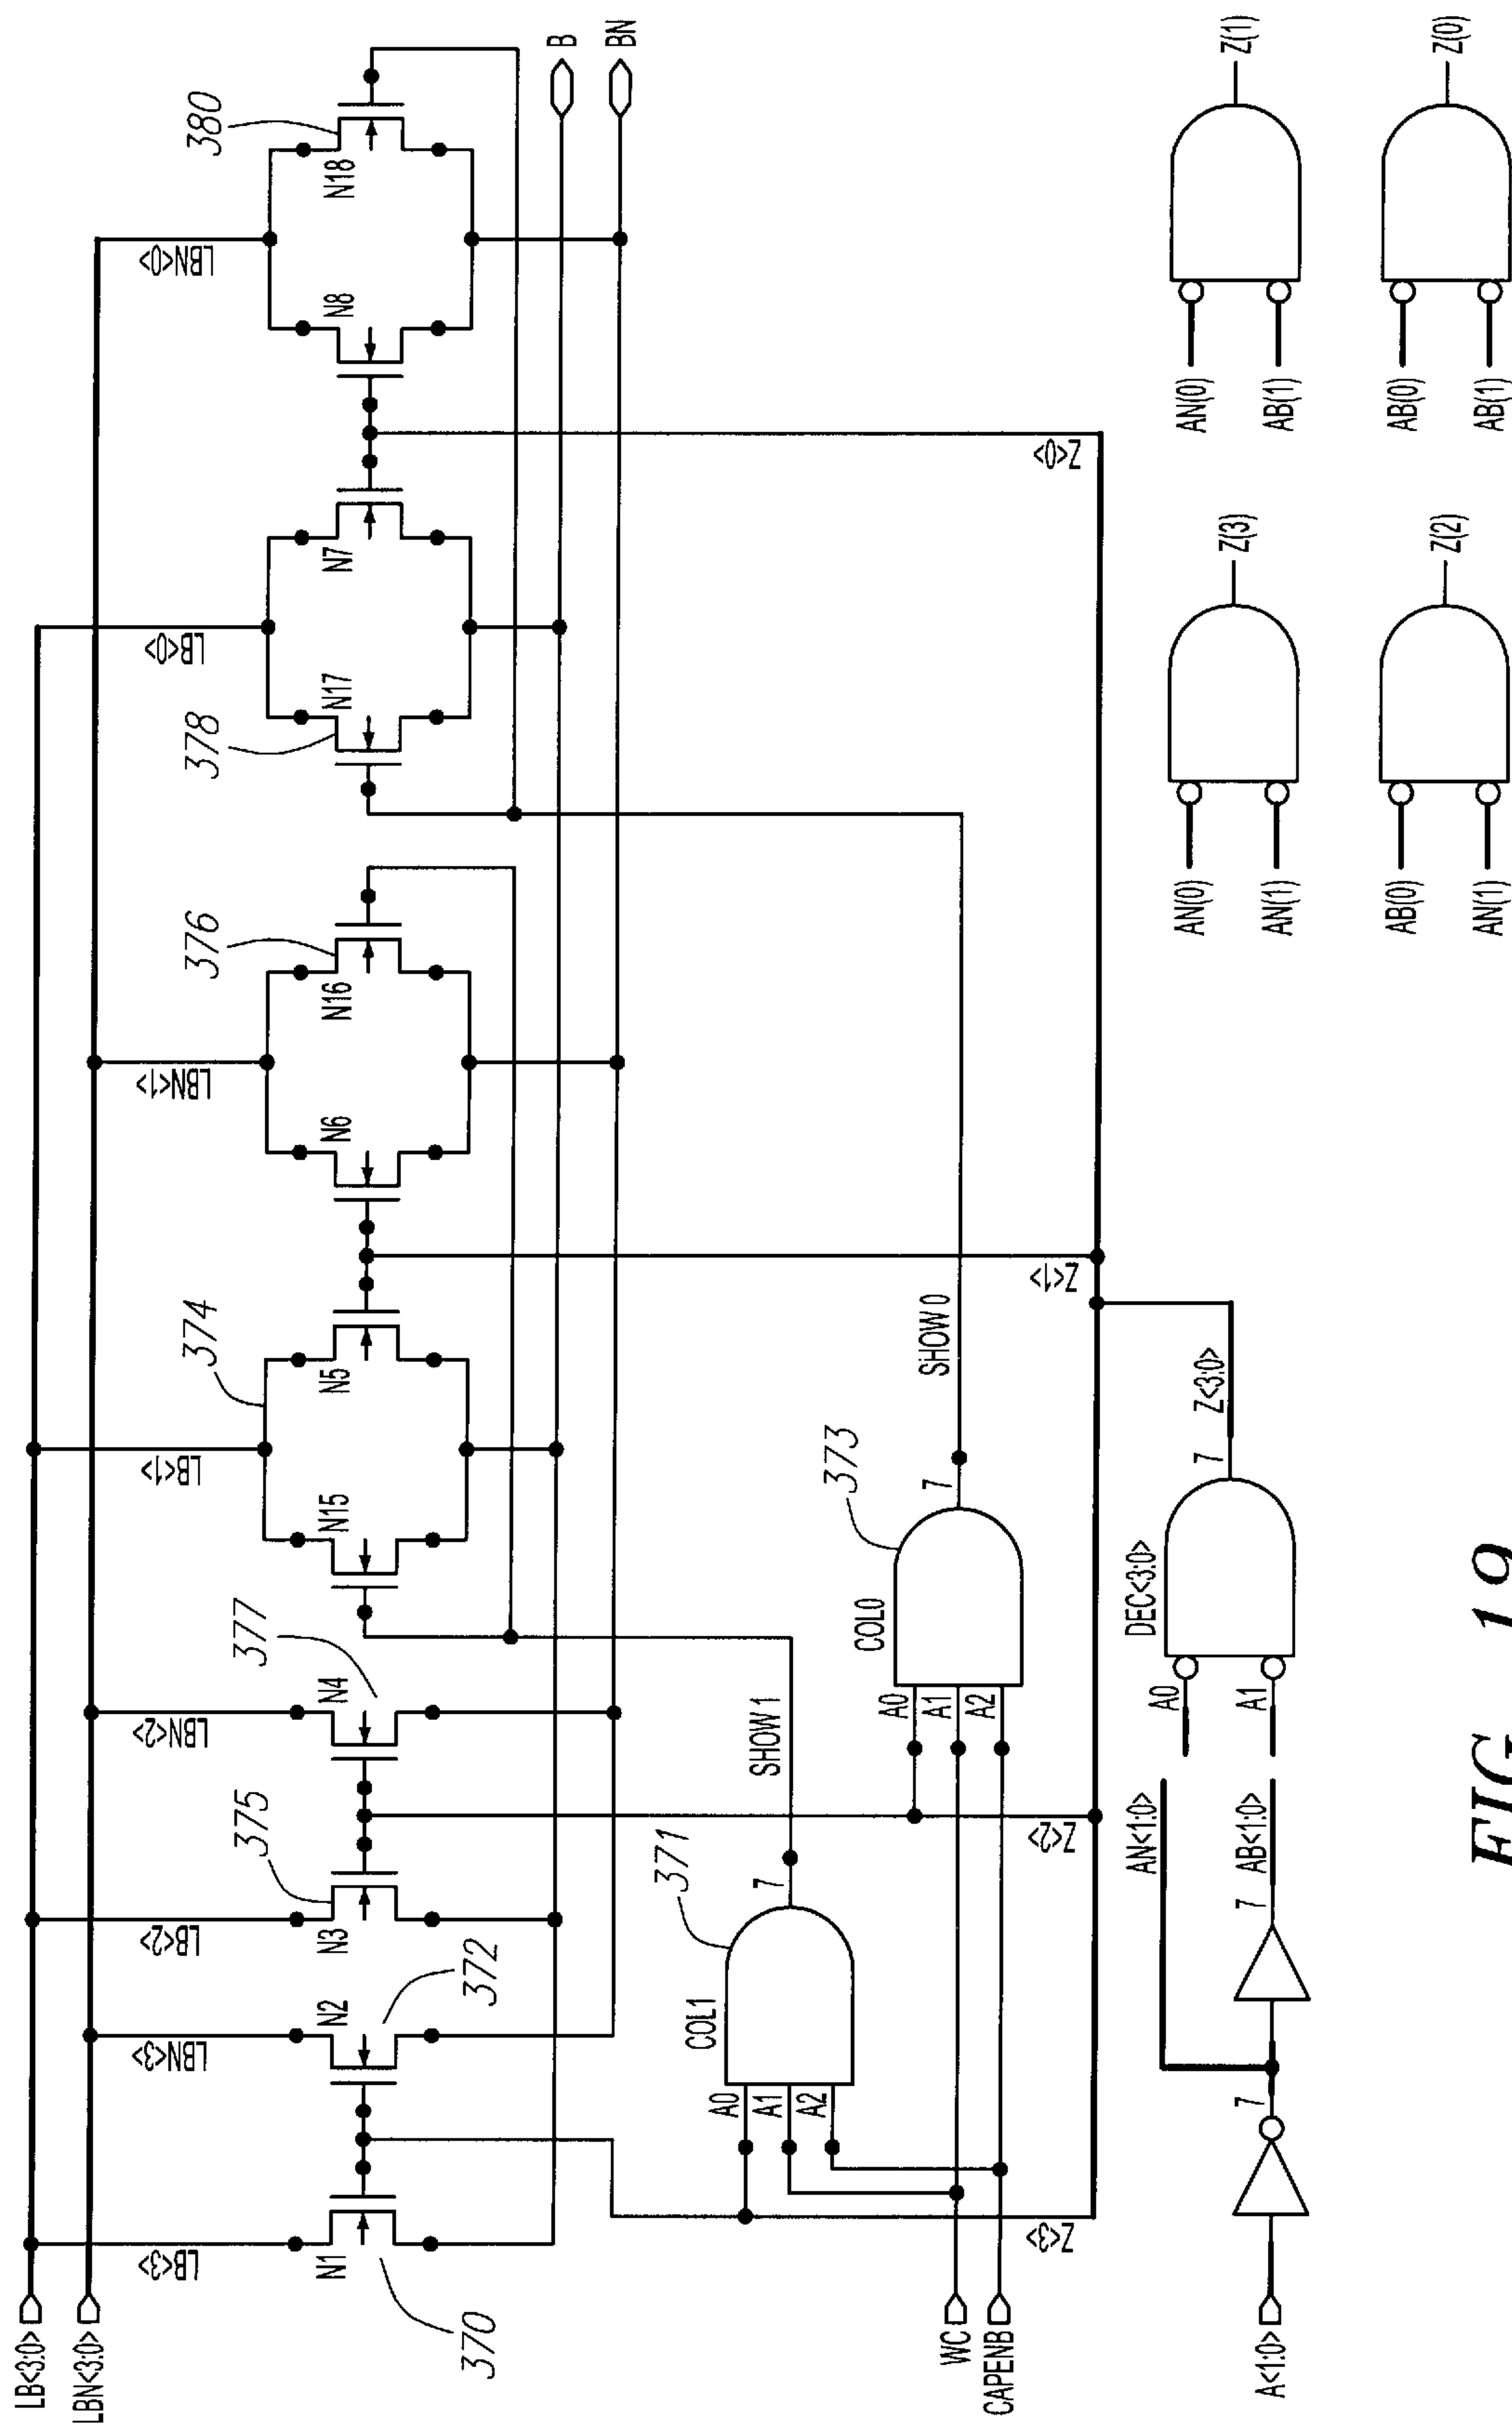 LB<3:0>
LBN<3:0>
LB<3>
LBN<3>
LB<2>
LBN<2>
LB<1>
LBN<1>
LB<0>
LBN<0>
N1
N2
N3
N4
N15
N5
N6
N16
N17
N7
N8
N18
370
372
375
377
374
376
378
380
B
BN
COL1
371
A0
A1
A2
7
SHOW 1
COL0
373
A0
A1
A2
7
SHOW 0
WC
CAPENB
Z<3>
Z<2>
Z<1>
Z<0>
A<1:0>
7
AN<1:0>
7
AB<1:0>
A0
A1
DEC<3:0>
7
Z<3:0>
AN(0)
AN(1)
Z(3)
AN(0)
AB(1)
Z(1)
AB(0)
AN(1)
Z(2)
AB(0)
AB(1)
Z(0)
FIG. 19